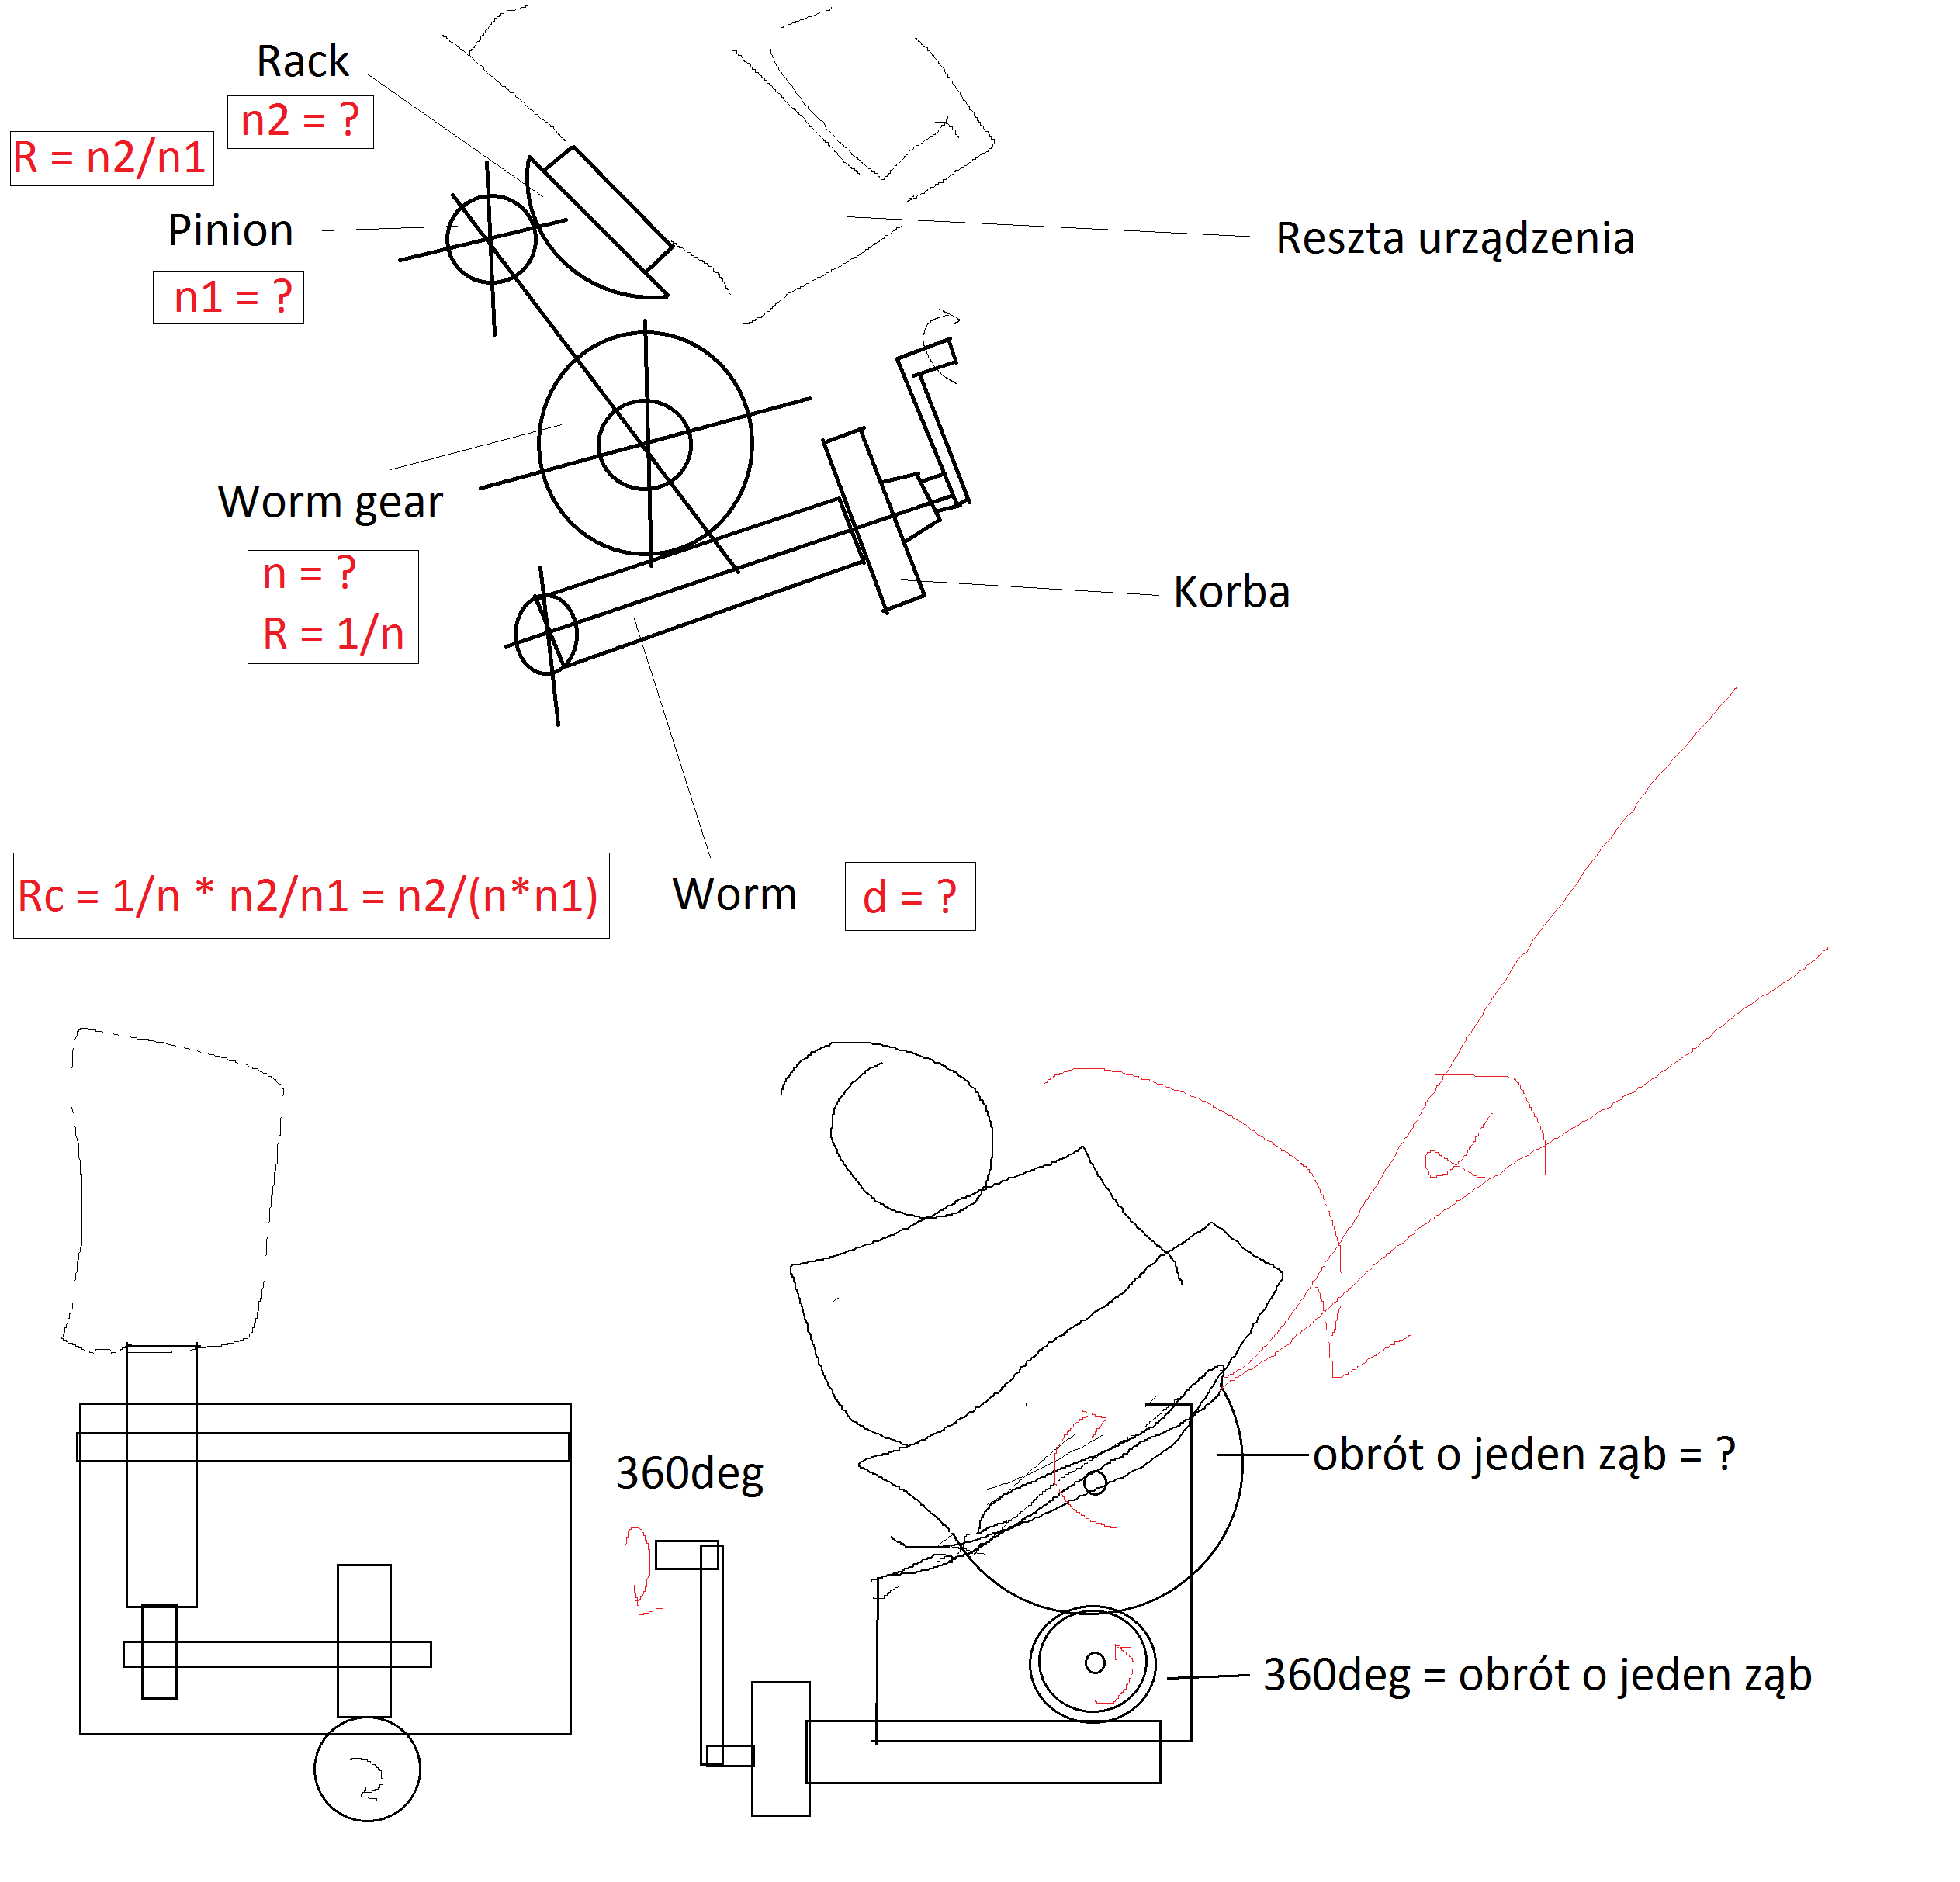 Rack
n2 = ?
R = n2/n1
Pinion
n1 = ?
Reszta urządzenia
Worm gear
n = ?
R = 1/n
Korba
Rc = 1/n * n2/n1 = n2/(n*n1)
Worm
d = ?
α
360deg
obrót o jeden ząb = ?
360deg = obrót o jeden ząb